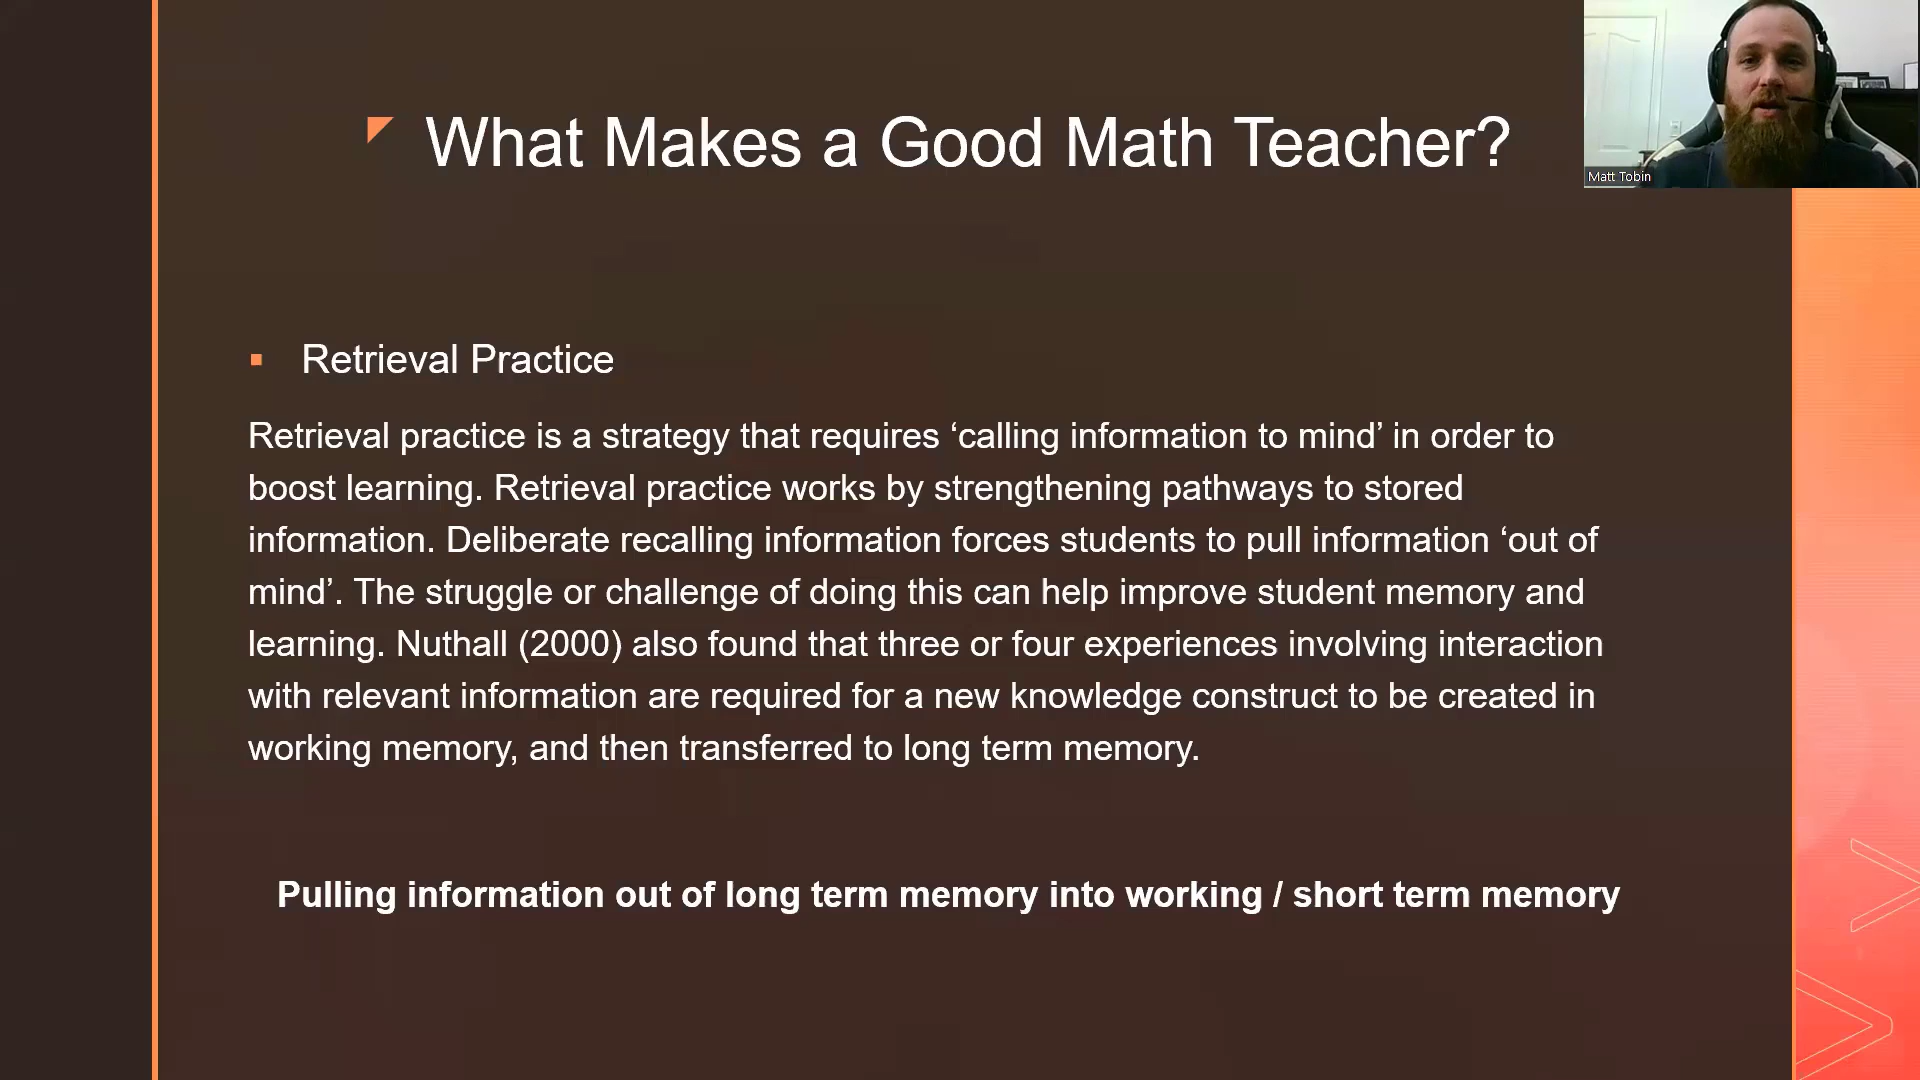 What Makes a Good Math Teacher?
Matt Tobin
Retrieval Practice
Retrieval practice is a strategy that requires ‘calling information to mind’ in order to
boost learning. Retrieval practice works by strengthening pathways to stored
information. Deliberate recalling information forces students to pull information ‘out of
mind’. The struggle or challenge of doing this can help improve student memory and
learning. Nuthall (2000) also found that three or four experiences involving interaction
with relevant information are required for a new knowledge construct to be created in
working memory, and then transferred to long term memory.
Pulling information out of long term memory into working / short term memory